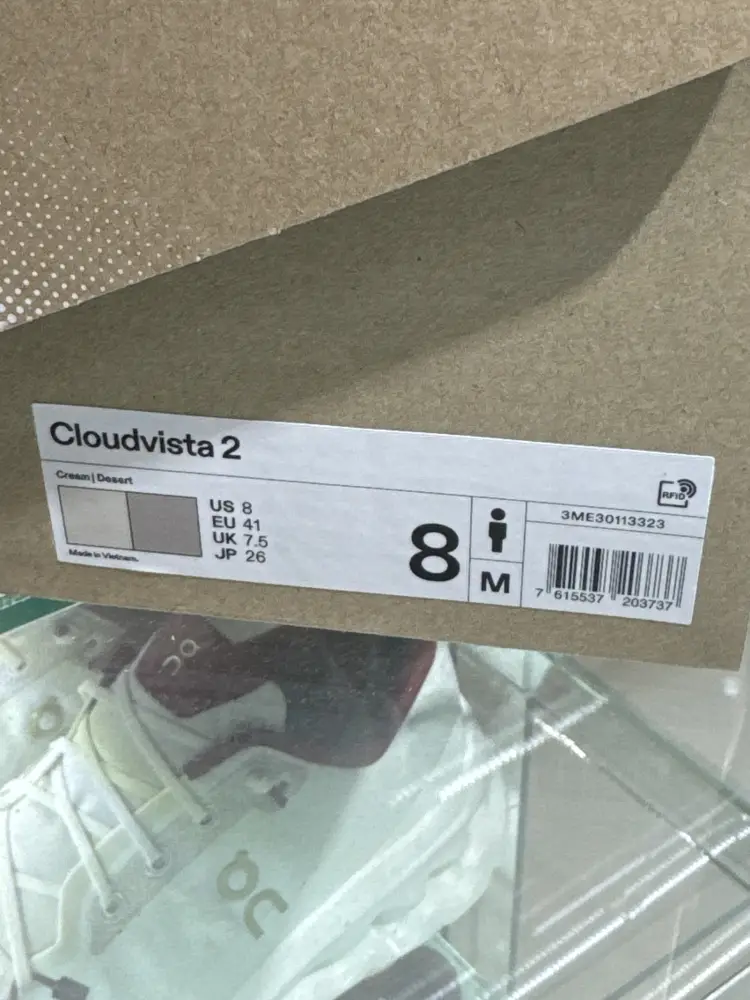 Cloudvista 2
Cream | Desert
US 8
EU 41
UK 7.5
JP 26
Made in Vietnam.
8
M
RFID
3ME30113323
7 615537 203737